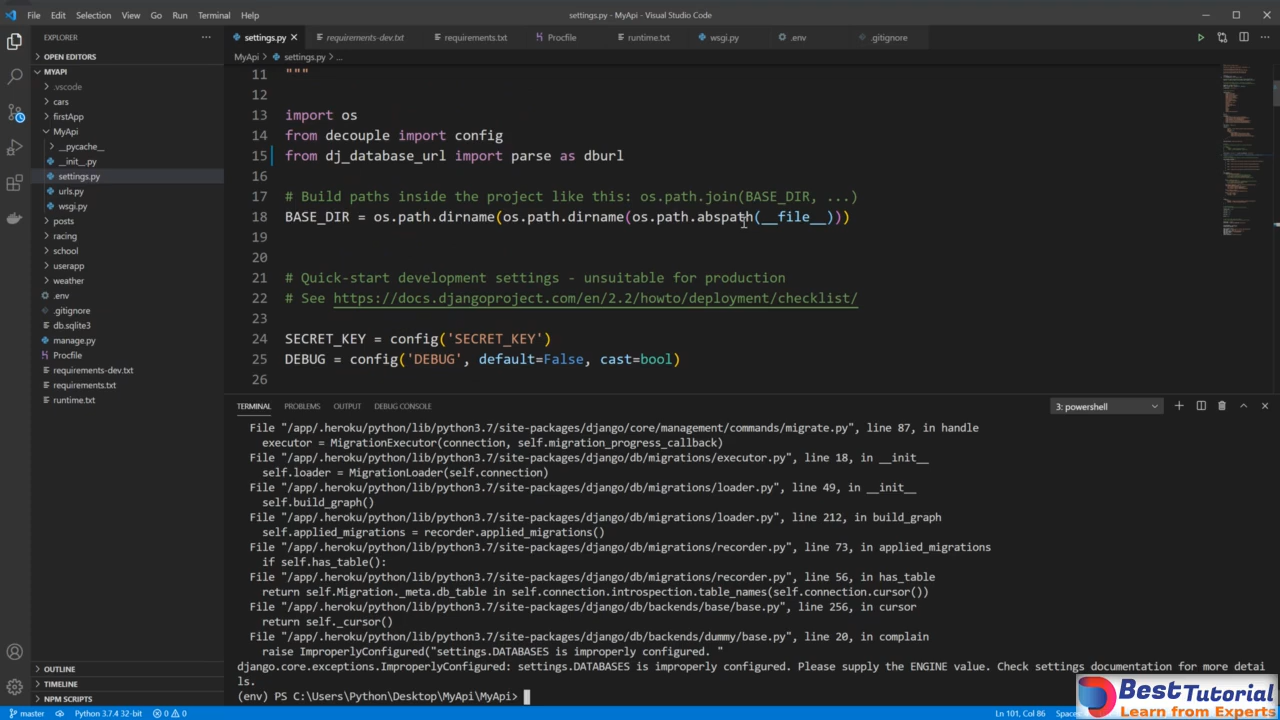 File Edit Selection View Go Run Terminal Help
settings.py - MyApi - Visual Studio Code
EXPLORER
OPEN EDITORS
MYAPI
.vscode
cars
firstApp
MyApi
__pycache__
__init__.py
settings.py
urls.py
wsgi.py
posts
racing
school
userapp
weather
.env
.gitignore
db.sqlite3
manage.py
Procfile
requirements-dev.txt
requirements.txt
runtime.txt
OUTLINE
TIMELINE
NPM SCRIPTS
settings.py requirements-dev.txt requirements.txt Procfile runtime.txt wsgi.py .env .gitignore
MyApi > settings.py > ...
11 """
12
13 import os
14 from decouple import config
15 from dj_database_url import parse as dburl
16
17 # Build paths inside the project like this: os.path.join(BASE_DIR, ...)
18 BASE_DIR = os.path.dirname(os.path.dirname(os.path.abspath(__file__)))
19
20
21 # Quick-start development settings - unsuitable for production
22 # See https://docs.djangoproject.com/en/2.2/howto/deployment/checklist/
23
24 SECRET_KEY = config('SECRET_KEY')
25 DEBUG = config('DEBUG', default=False, cast=bool)
26
TERMINAL PROBLEMS OUTPUT DEBUG CONSOLE
3: powershell
File "/app/.heroku/python/lib/python3.7/site-packages/django/core/management/commands/migrate.py", line 87, in handle
executor = MigrationExecutor(connection, self.migration_progress_callback)
File "/app/.heroku/python/lib/python3.7/site-packages/django/db/migrations/executor.py", line 18, in __init__
self.loader = MigrationLoader(self.connection)
File "/app/.heroku/python/lib/python3.7/site-packages/django/db/migrations/loader.py", line 49, in __init__
self.build_graph()
File "/app/.heroku/python/lib/python3.7/site-packages/django/db/migrations/loader.py", line 212, in build_graph
self.applied_migrations = recorder.applied_migrations()
File "/app/.heroku/python/lib/python3.7/site-packages/django/db/migrations/recorder.py", line 73, in applied_migrations
if self.has_table():
File "/app/.heroku/python/lib/python3.7/site-packages/django/db/migrations/recorder.py", line 56, in has_table
return self.Migration._meta.db_table in self.connection.introspection.table_names(self.connection.cursor())
File "/app/.heroku/python/lib/python3.7/site-packages/django/db/backends/base/base.py", line 256, in cursor
return self._cursor()
File "/app/.heroku/python/lib/python3.7/site-packages/django/db/backends/dummy/base.py", line 20, in complain
raise ImproperlyConfigured("settings.DATABASES is improperly configured. "
django.core.exceptions.ImproperlyConfigured: settings.DATABASES is improperly configured. Please supply the ENGINE value. Check settings documentation for more detai
ls.
(env) PS C:\Users\Python\Desktop\MyApi\MyApi>
master Python 3.7.4 32-bit 0 0
Ln 101, Col 86
BestTutorial
Learn from Experts